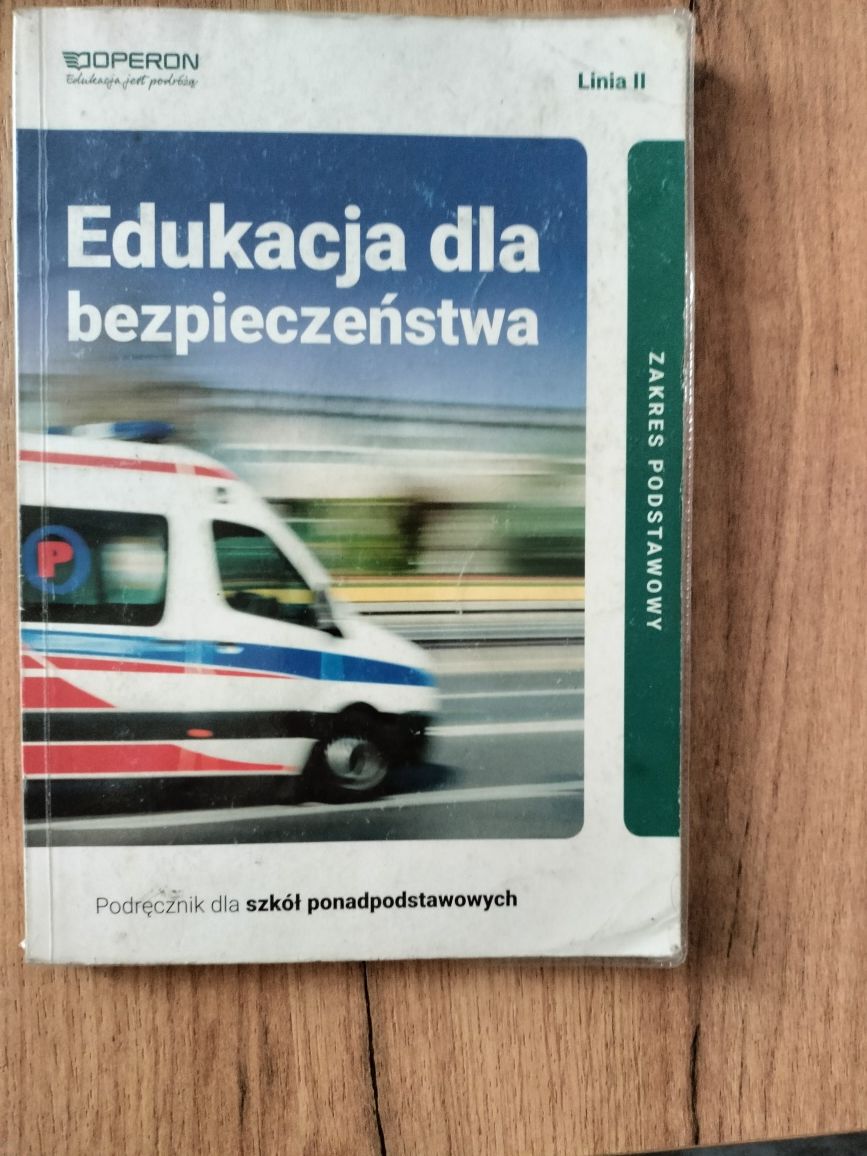 OPERON
Edukacja jest podróżą
Linia II
Edukacja dla
bezpieczeństwa
ZAKRES PODSTAWOWY
P
Podręcznik dla szkół ponadpodstawowych